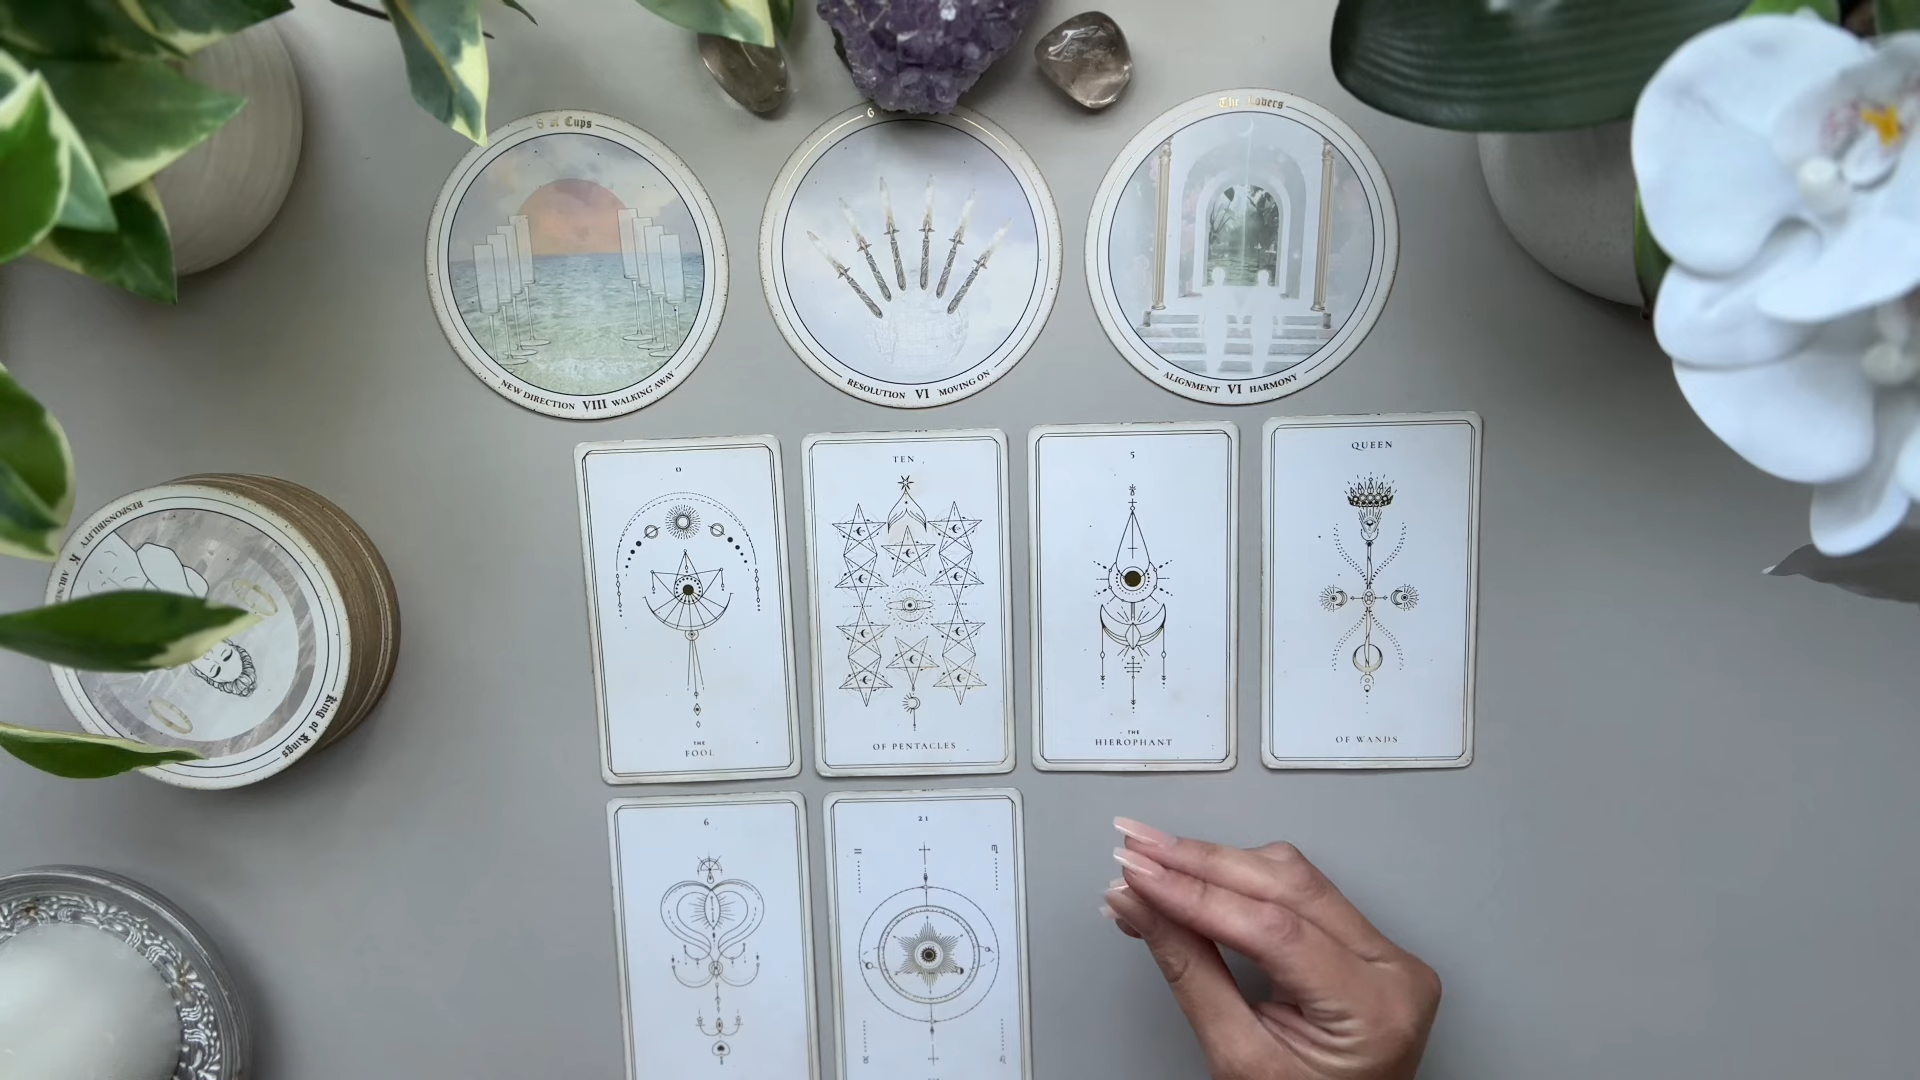 8 of Cups
NEW DIRECTION VIII WALKING AWAY
6
RESOLUTION VI MOVING ON
The Lovers
ALIGNMENT VI HARMONY
0
THE
FOOL
TEN
OF PENTACLES
5
THE
HIEROPHANT
QUEEN
OF WANDS
RESPONSIBILITY K
King of Rings
6
21